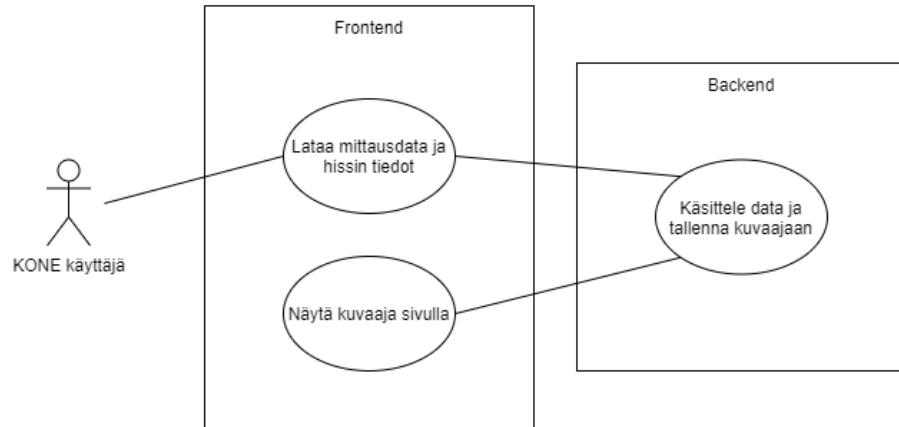 Frontend
Backend
Lataa mittausdata ja
hissin tiedot
Käsittele data ja
tallenna kuvaajaan
KONE käyttäjä
Näytä kuvaaja sivulla